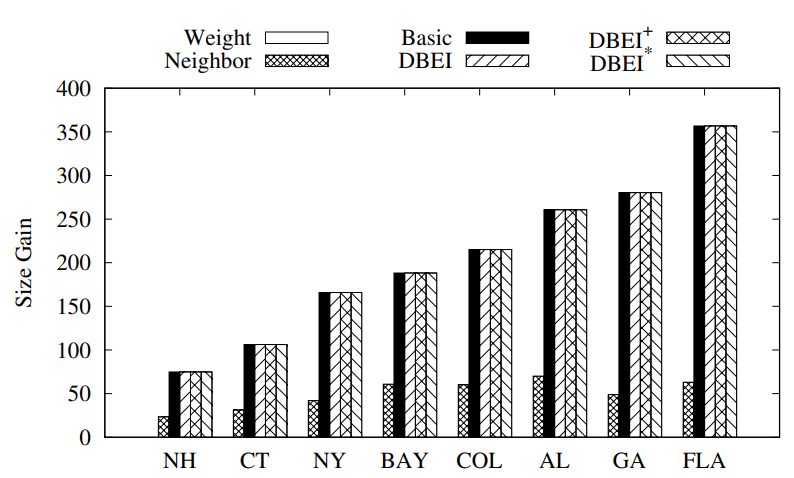 Weight Basic DBEI+
Neighbor DBEI DBEI*
400
350
300
250
200
150
100
50
0
Size Gain
NH CT NY BAY COL AL GA FLA